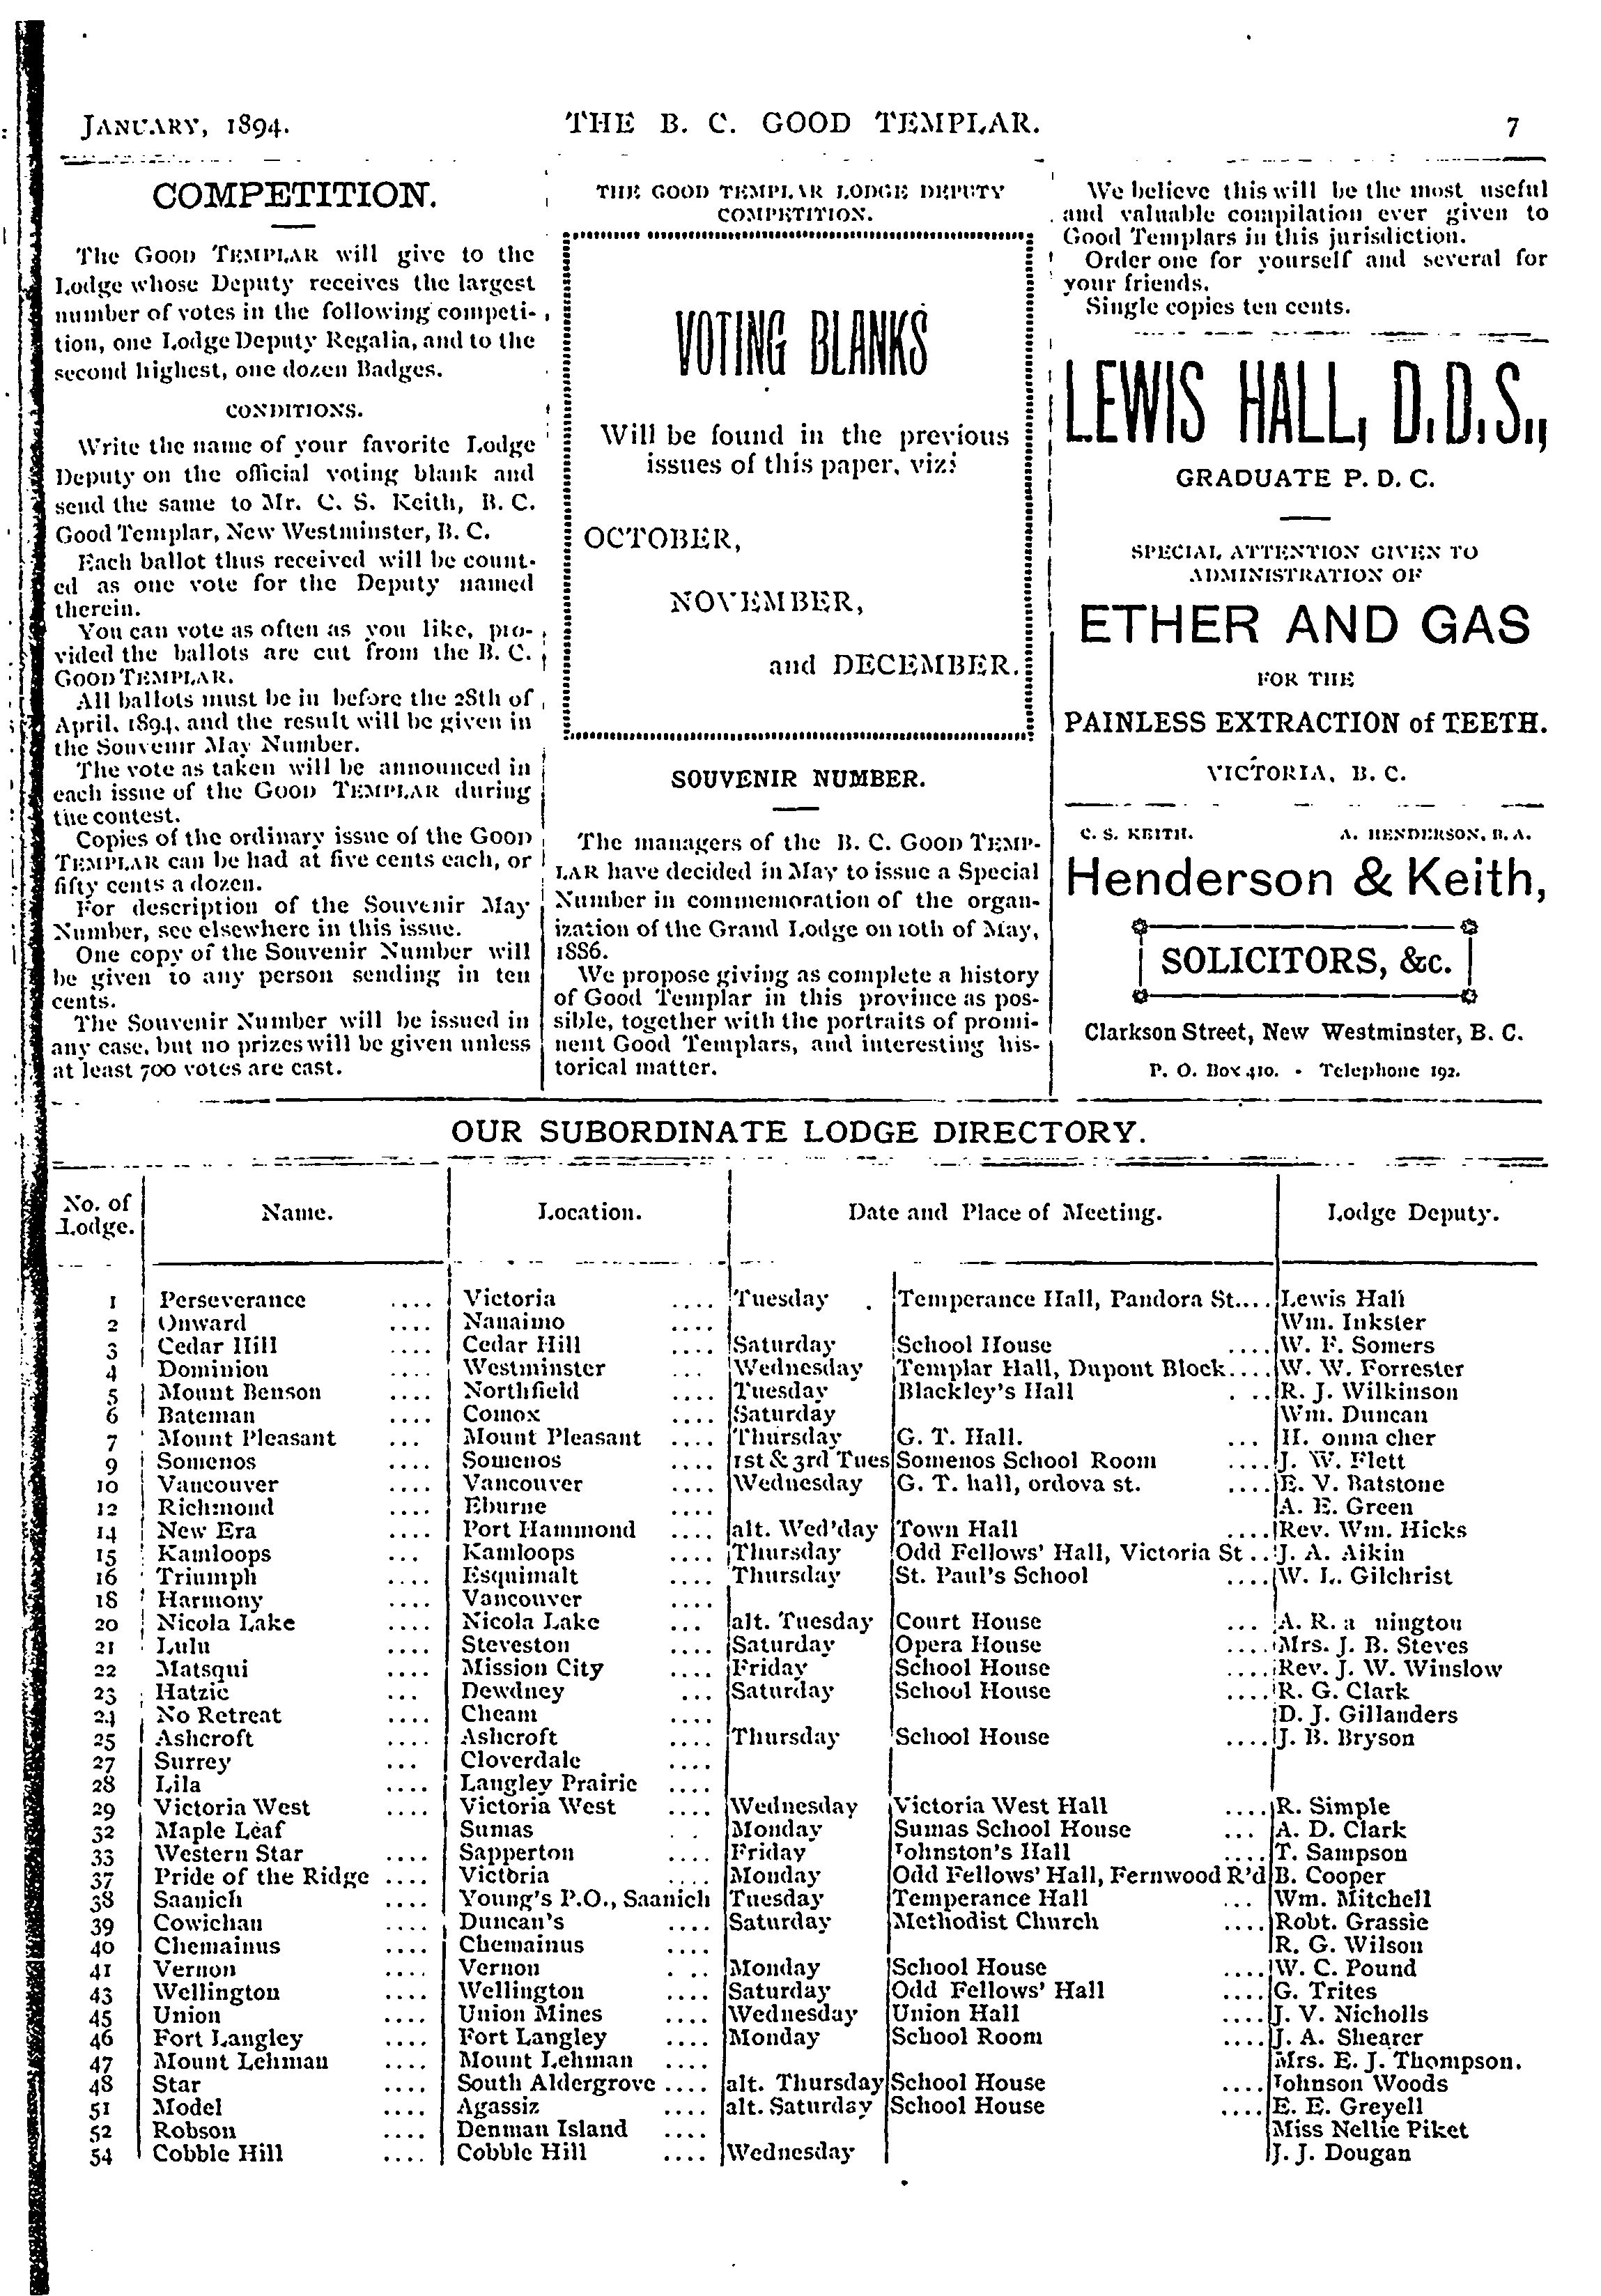 JANUARY, 1894.
THE B. C. GOOD TEMPLAR.
7
COMPETITION.
The GOOD TEMPLAR will give to the
Lodge whose Deputy receives the largest
number of votes in the following competi-
tion, one Lodge Deputy Regalia, and to the
second highest, one dozen Badges.
CONDITIONS.
Write the name of your favorite Lodge
Deputy on the official voting blank and
send the same to Mr. C. S. Keith, B. C.
Good Templar, New Westminster, B. C.
Each ballot thus received will be count-
ed as one vote for the Deputy named
therein.
You can vote as often as you like, pro-
vided the ballots are cut from the B. C.
GOOD TEMPLAR.
All ballots must be in before the 28th of
April, 1894, and the result will be given in
the Souvenir May Number.
The vote as taken will be announced in
each issue of the GOOD TEMPLAR during
the contest.
Copies of the ordinary issue of the GOOD
TEMPLAR can be had at five cents each, or
fifty cents a dozen.
For description of the Souvenir May
Number, see elsewhere in this issue.
One copy of the Souvenir Number will
be given to any person sending in ten
cents.
The Souvenir Number will be issued in
any case, but no prizes will be given unless
at least 700 votes are cast.
THE GOOD TEMPLAR LODGE DEPUTY
COMPETITION.
VOTING BLANKS
Will be found in the previous
issues of this paper, viz:
OCTOBER,
NOVEMBER,
and DECEMBER.
SOUVENIR NUMBER.
The managers of the B. C. GOOD TEMP-
LAR have decided in May to issue a Special
Number in commemoration of the organ-
ization of the Grand Lodge on 10th of May,
1886.
We propose giving as complete a history
of Good Templar in this province as pos-
sible, together with the portraits of promi-
nent Good Templars, and interesting his-
torical matter.
We believe this will be the most useful
and valuable compilation ever given to
Good Templars in this jurisdiction.
Order one for yourself and several for
your friends.
Single copies ten cents.
LEWIS HALL, D.D.S.,
GRADUATE P. D. C.
SPECIAL ATTENTION GIVEN TO
ADMINISTRATION OF
ETHER AND GAS
FOR THE
PAINLESS EXTRACTION of TEETH.
VICTORIA, B. C.
C. S. KEITH. A. HENDERSON, B. A.
Henderson & Keith,
SOLICITORS, &c.
Clarkson Street, New Westminster, B. C.
P. O. Box 410. - Telephone 192.
OUR SUBORDINATE LODGE DIRECTORY.
No. of Lodge. Name. Location. Date and Place of Meeting. Lodge Deputy.
1 Perseverance .... Victoria .... Tuesday . Temperance Hall, Pandora St.... Lewis Hall
2 Onward .... Nanaimo .... Wm. Inkster
3 Cedar Hill .... Cedar Hill .... Saturday School House .... W. F. Somers
4 Dominion .... Westminster ... Wednesday Templar Hall, Dupont Block.... W. W. Forrester
5 Mount Benson .... Northfield .... Tuesday Blackley's Hall . .. R. J. Wilkinson
6 Bateman .... Comox .... Saturday Wm. Duncan
7 Mount Pleasant ... Mount Pleasant .... Thursday G. T. Hall. ... H. onna cher
9 Somenos .... Somenos .... 1st & 3rd Tues Somenos School Room .... J. W. Flett
10 Vancouver .... Vancouver .... Wednesday G. T. hall, ordova st. .... E. V. Batstone
12 Richmond .... Eburne .... A. E. Green
14 New Era .... Port Hammond .... alt. Wed'day Town Hall .... Rev. Wm. Hicks
15 Kamloops ... Kamloops .... Thursday Odd Fellows' Hall, Victoria St .. J. A. Aikin
16 Triumph .... Esquimalt .... Thursday St. Paul's School .... W. L. Gilchrist
18 Harmony .... Vancouver ....
20 Nicola Lake .... Nicola Lake .... alt. Tuesday Court House ... A. R. a nington
21 Lulu .... Steveston .... Saturday Opera House .... Mrs. J. B. Steves
22 Matsqui .... Mission City .... Friday School House .... Rev. J. W. Winslow
23 Hatzic ... Dewdney ... Saturday School House .... R. G. Clark
24 No Retreat .... Cheam .... D. J. Gillanders
25 Ashcroft .... Ashcroft .... Thursday School House .... J. B. Bryson
27 Surrey ... Cloverdale ....
28 Lila .... Langley Prairie ....
29 Victoria West .... Victoria West .... Wednesday Victoria West Hall .... R. Simple
32 Maple Leaf Sumas . . Monday Sumas School House ... A. D. Clark
33 Western Star .... Sapperton .... Friday Johnston's Hall .... T. Sampson
37 Pride of the Ridge .... Victoria .... Monday Odd Fellows' Hall, Fernwood R'd B. Cooper
38 Saanich .... Young's P.O., Saanich Tuesday Temperance Hall ... Wm. Mitchell
39 Cowichan .... Duncan's .... Saturday Methodist Church .... Robt. Grassie
40 Chemainus .... Chemainus .... R. G. Wilson
41 Vernon .... Vernon . .. Monday School House .... W. C. Pound
43 Wellington .... Wellington .... Saturday Odd Fellows' Hall .... G. Trites
45 Union .... Union Mines .... Wednesday Union Hall .... J. V. Nicholls
46 Fort Langley .... Fort Langley .... Monday School Room .... J. A. Shearer
47 Mount Lehman .... Mount Lehman .... Mrs. E. J. Thompson.
48 Star .... South Aldergrove .... alt. Thursday School House .... Johnson Woods
51 Model .... Agassiz .... alt. Saturday School House .... E. E. Greyell
52 Robson .... Denman Island .... Miss Nellie Piket
54 Cobble Hill .... Cobble Hill .... Wednesday J. J. Dougan